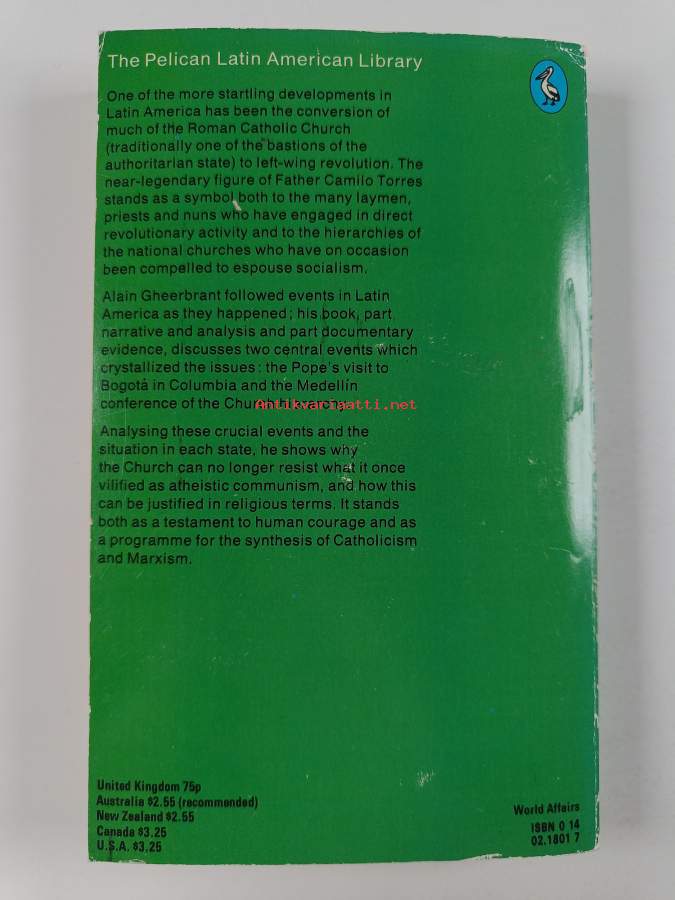 The Pelican Latin American Library
One of the more startling developments in
Latin America has been the conversion of
much of the Roman Catholic Church
(traditionally one of the bastions of the
authoritarian state) to left-wing revolution. The
near-legendary figure of Father Camilo Torres
stands as a symbol both to the many laymen,
priests and nuns who have engaged in direct
revolutionary activity and to the hierarchies of
the national churches who have on occasion
been compelled to espouse socialism.
Alain Gheerbrant followed events in Latin
America as they happened; his book, part
narrative and analysis and part documentary
evidence, discusses two central events which
crystallized the issues: the Pope's visit to
Bogotá in Columbia and the Medellín
conference of the Church
Antikvariaatti.net
Analysing these crucial events and the
situation in each state, he shows why
the Church can no longer resist what it once
vilified as atheistic communism, and how this
can be justified in religious terms. It stands
both as a testament to human courage and as
a programme for the synthesis of Catholicism
and Marxism.
United Kingdom 75p
Australia $2.55 (recommended)
New Zealand $2.55
Canada $3.25
U.S.A. $3.25
World Affairs
ISBN 0 14
02.1801 7